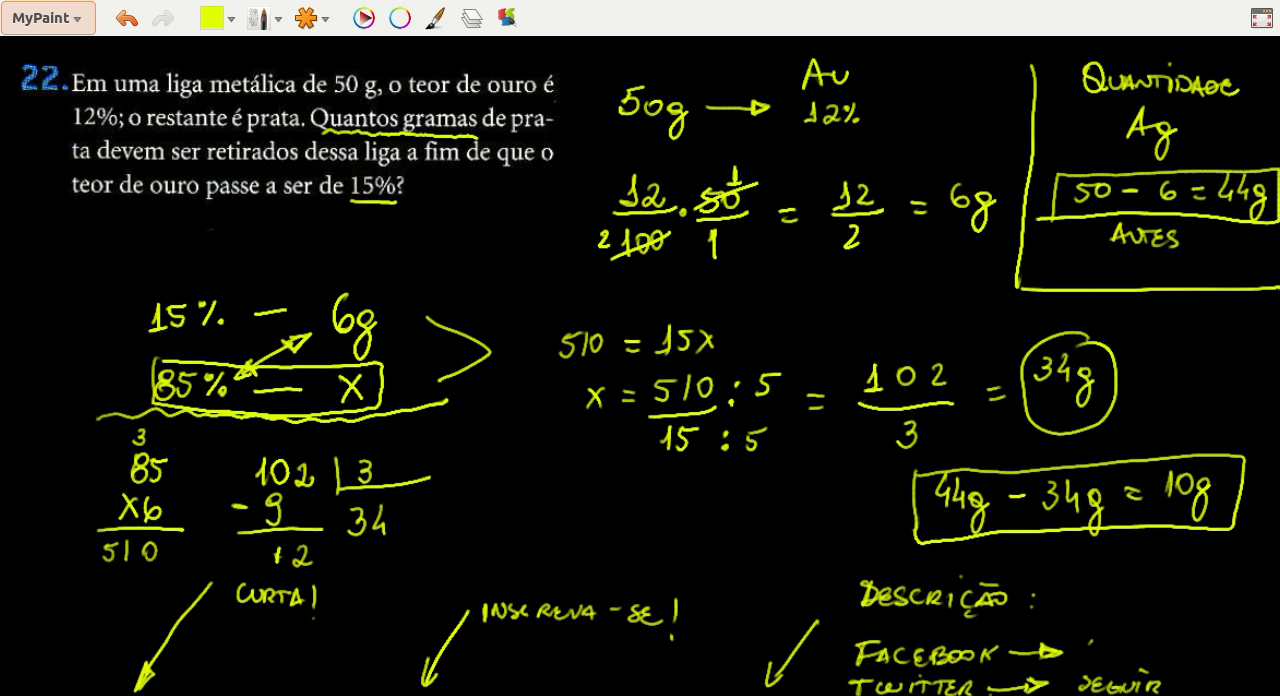 MyPaint
22. Em uma liga metálica de 50 g, o teor de ouro é
12%; o restante é prata. Quantos gramas de pra-
ta devem ser retirados dessa liga a fim de que o
teor de ouro passe a ser de 15%?
50g → Au
12%
12/100 . 50/1 = 12/2 = 6g
2 1
QUANTIDADE
Ag
50 - 6 = 44g
ANTES
15% — 6g
85% — X
510 = 15x
x = 510 : 5 / 15 : 5 = 102/3 = 34g
44g - 34g = 10g
3
85
X6
510
102 | 3
- 9 34
12
CURTA!
INSCREVA-SE!
DESCRIÇÃO:
FACEBOOK →
TWITTER → SEGUIR